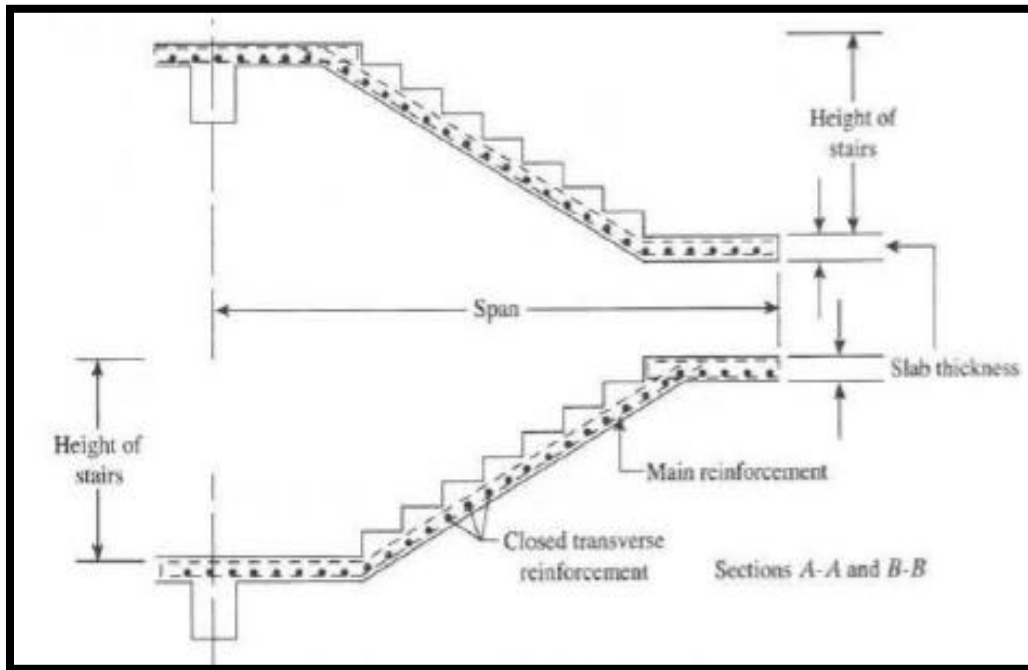 Height of
stairs
Span
Slab thickness
Height of
stairs
Main reinforcement
Closed transverse
reinforcement
Sections A-A and B-B